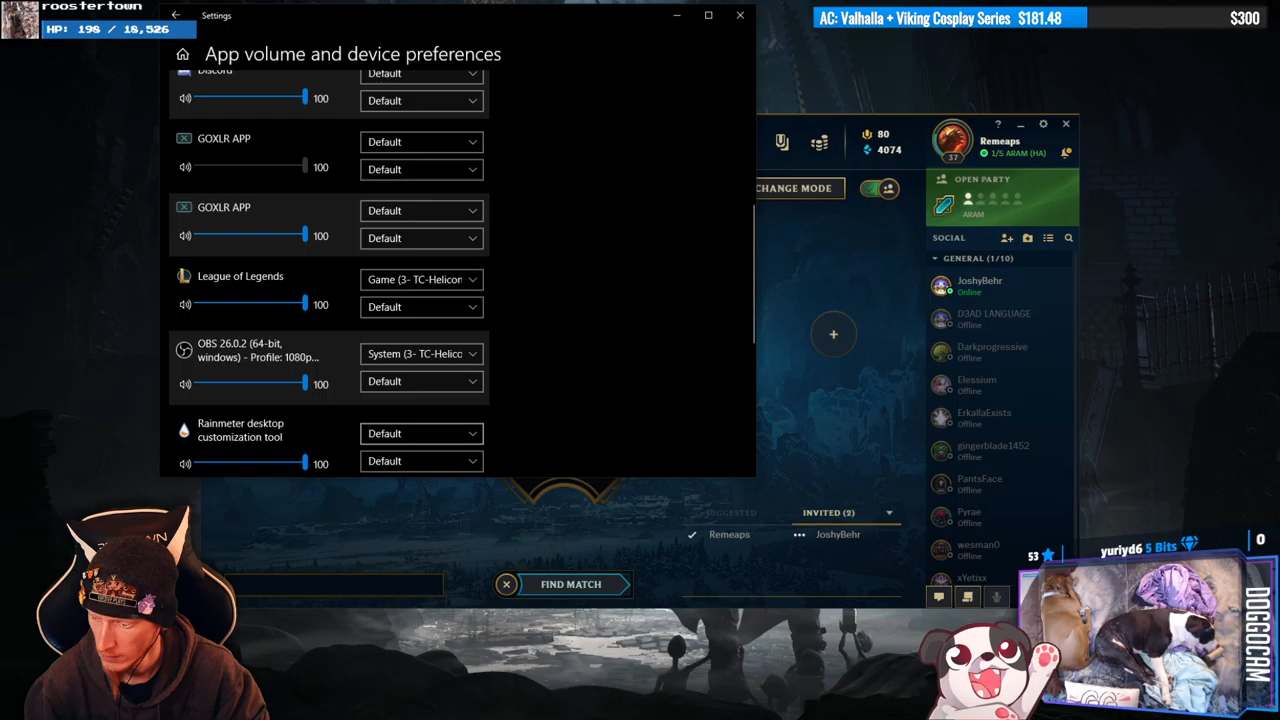 roostertown
HP: 198 / 18,526
Settings
App volume and device preferences
Discord
100
Default
Default
GOXLR APP
100
Default
Default
GOXLR APP
100
Default
Default
League of Legends
100
Game (3- TC-Helicon
Default
OBS 26.0.2 (64-bit,
windows) - Profile: 1080p...
100
System (3- TC-Helico
Default
Rainmeter desktop
customization tool
100
Default
Default
AC: Valhalla + Viking Cosplay Series $181.48
$300
80
4074
?
37
Remeaps
1/5 ARAM (HA)
CHANGE MODE
OPEN PARTY
ARAM
SOCIAL
GENERAL (1/10)
JoshyBehr
Online
D3AD LANGUAGE
Offline
Darkprogressive
Offline
Elessium
Offline
ErkallaExists
Offline
gingerblade1452
Offline
PantsFace
Offline
Pyrae
Offline
wesman0
Offline
xYetixx
SUGGESTED
INVITED (2)
Remeaps
JoshyBehr
FIND MATCH
53
yuriyd6 5 Bits
0
DOGGOCAM